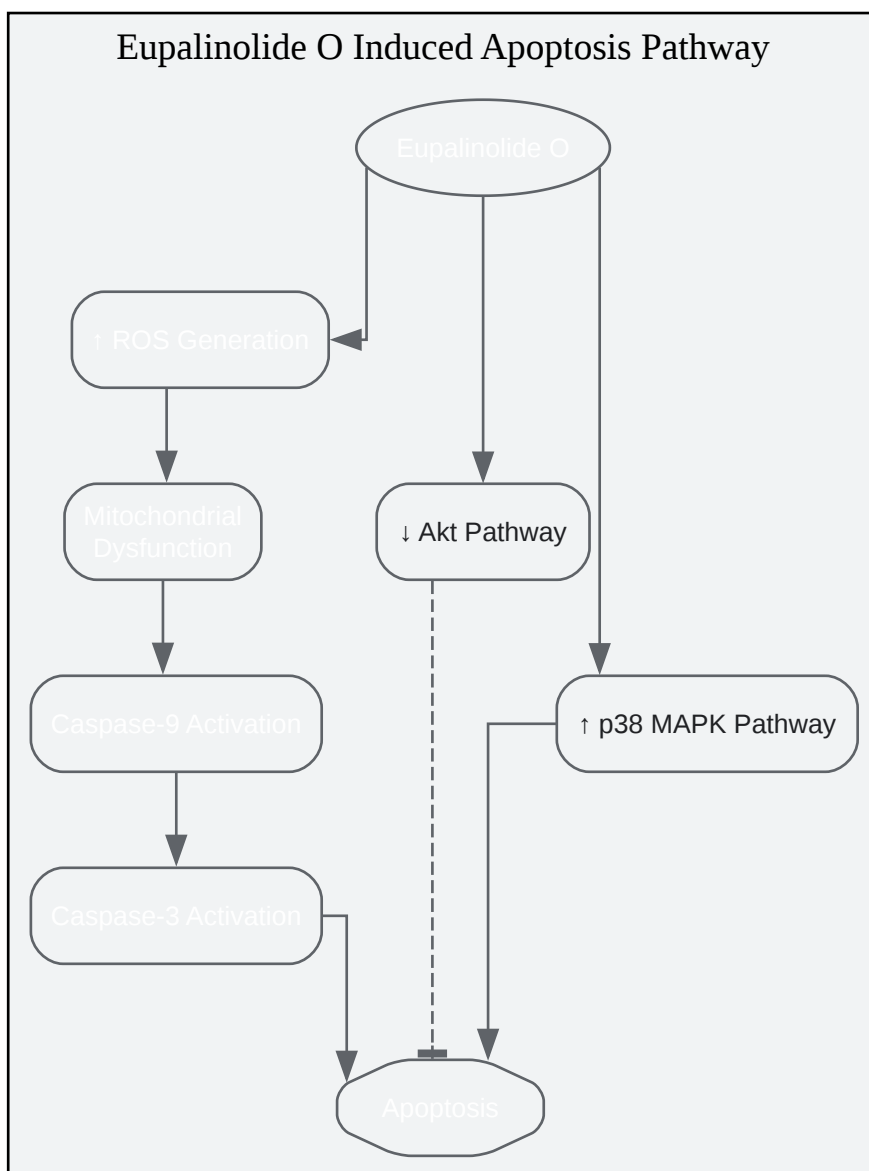 Eupalinolide O Induced Apoptosis Pathway
Eupalinolide O
↑ ROS Generation
Mitochondrial
Dysfunction
↓ Akt Pathway
Caspase-9 Activation
↑ p38 MAPK Pathway
Caspase-3 Activation
Apoptosis